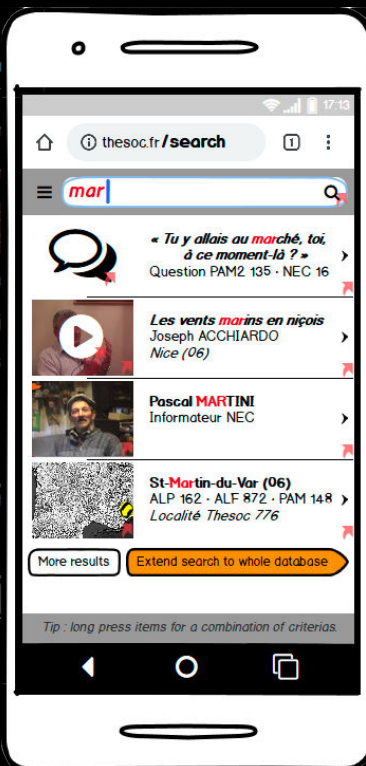 17:13
thesoc.fr/search
1
mar
« Tu y allais au marché, toi,
à ce moment-là ? »
Question PAM2 135 · NEC 16
Les vents marins en niçois
Joseph ACCHIARDO
Nice (06)
Pascal MARTINI
Informateur NEC
St-Martin-du-Var (06)
ALP 162 · ALF 872 · PAM 148
Localité Thesoc 776
More results
Extend search to whole database
Tip : long press items for a combination of criterias.